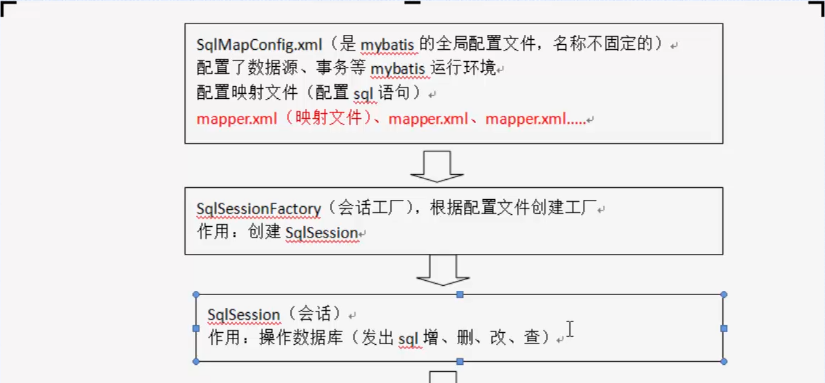 SqlMapConfig.xml（是 mybatis 的全局配置文件，名称不固定的）
配置了数据源、事务等 mybatis 运行环境
配置映射文件（配置 sql 语句）
mapper.xml（映射文件）、mapper.xml、mapper.xml.....
SqlSessionFactory（会话工厂），根据配置文件创建工厂
作用：创建 SqlSession
SqlSession（会话）
作用：操作数据库（发出 sql 增、删、改、查）